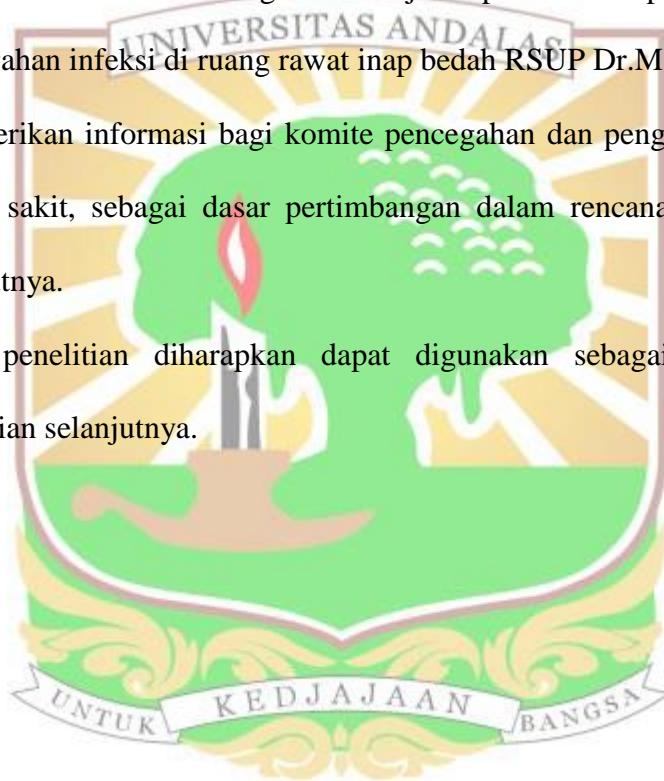 UNIVERSITAS ANDALAS
ahan infeksi di ruang rawat inap bedah RSUP Dr.M
erikan informasi bagi komite pencegahan dan peng
sakit, sebagai dasar pertimbangan dalam rencana
tnya.
penelitian diharapkan dapat digunakan sebagai
ian selanjutnya.
UNTUK KEDJAJAAN BANGSA